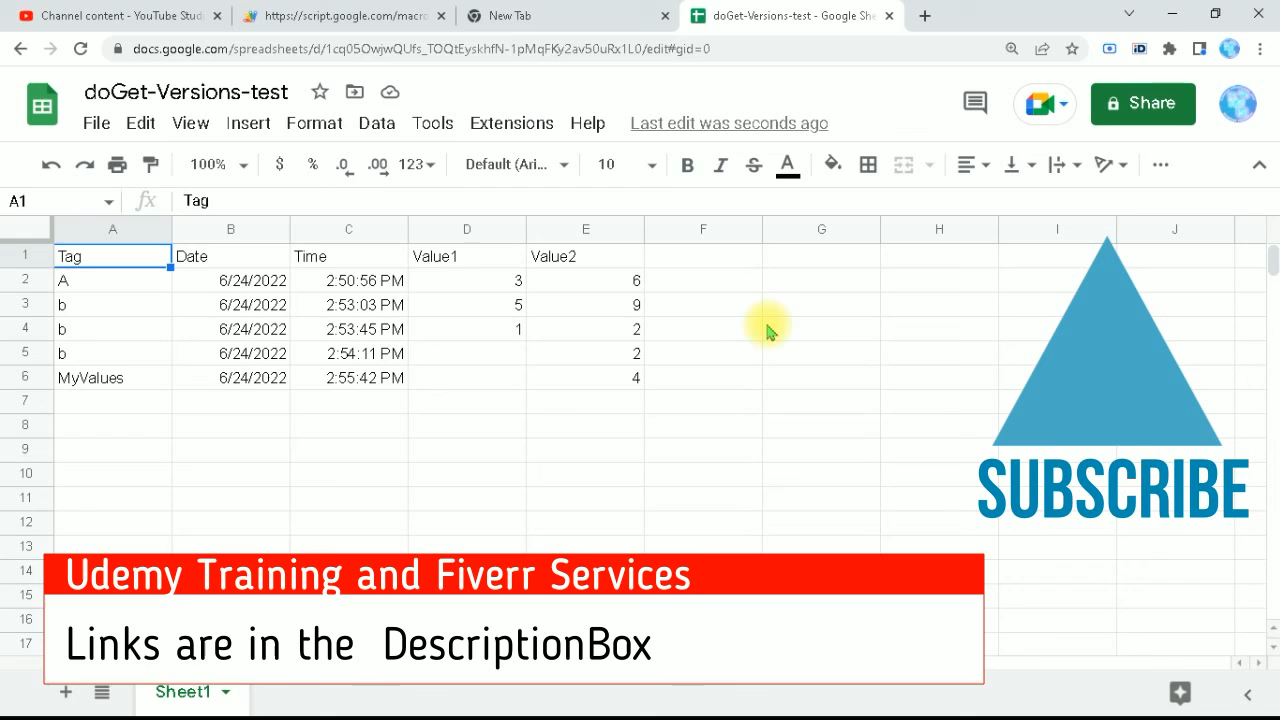 Content content - YouTube Studi
https://script.google.com/macro
New Tab
doGet-Versions-test - Google She
docs.google.com/spreadsheets/d/1cq05OwjwQUfs_TOQtEyskhfN-1pMqFKy2av50uRx1L0/edit#gid=0
doGet-Versions-test
Share
File Edit View Insert Format Data Tools Extensions Help Last edit was seconds ago
100% $ % .0 .00 123 Default (Ari... 10 B I S A
A1 fx Tag
A B C D E F G H I J
1 Tag Date Time Value1 Value2
2 A 6/24/2022 2:50:56 PM 3 6
3 b 6/24/2022 2:53:03 PM 5 9
4 b 6/24/2022 2:53:45 PM 1 2
5 b 6/24/2022 2:54:11 PM 2
6 MyValues 6/24/2022 2:55:42 PM 4
7
8
9
10
11
12
13
14
15
16
17
SUBSCRIBE
Udemy Training and Fiverr Services
Links are in the DescriptionBox
Sheet1